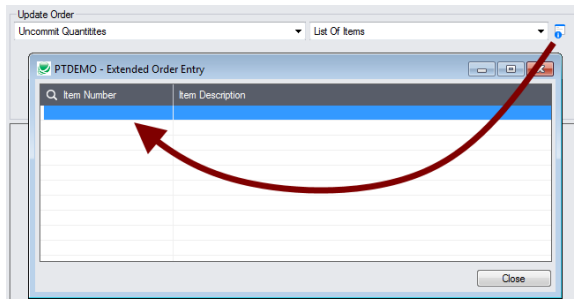 Update Order
Uncommit Quantitites
List Of Items
PTDEMO - Extended Order Entry
Item Number
Item Description
Close